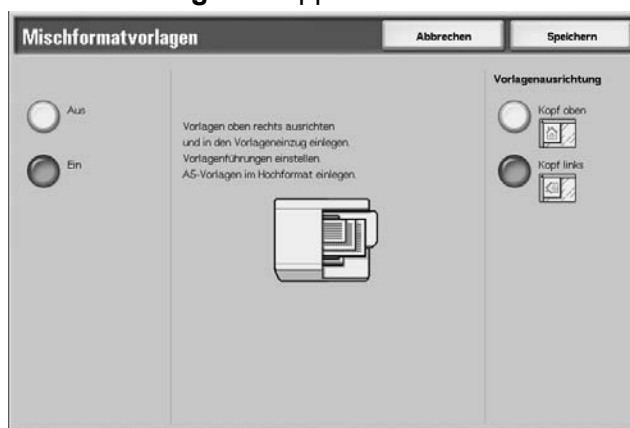 Mischformatvorlagen
Abbrechen
Speichern
Aus
Ein
Vorlagen oben rechts ausrichten
und in den Vorlageneinzug einlegen.
Vorlagenführungen einstellen.
A5-Vorlagen im Hochformat einlegen.
Vorlagenausrichtung
Kopf oben
Kopf links